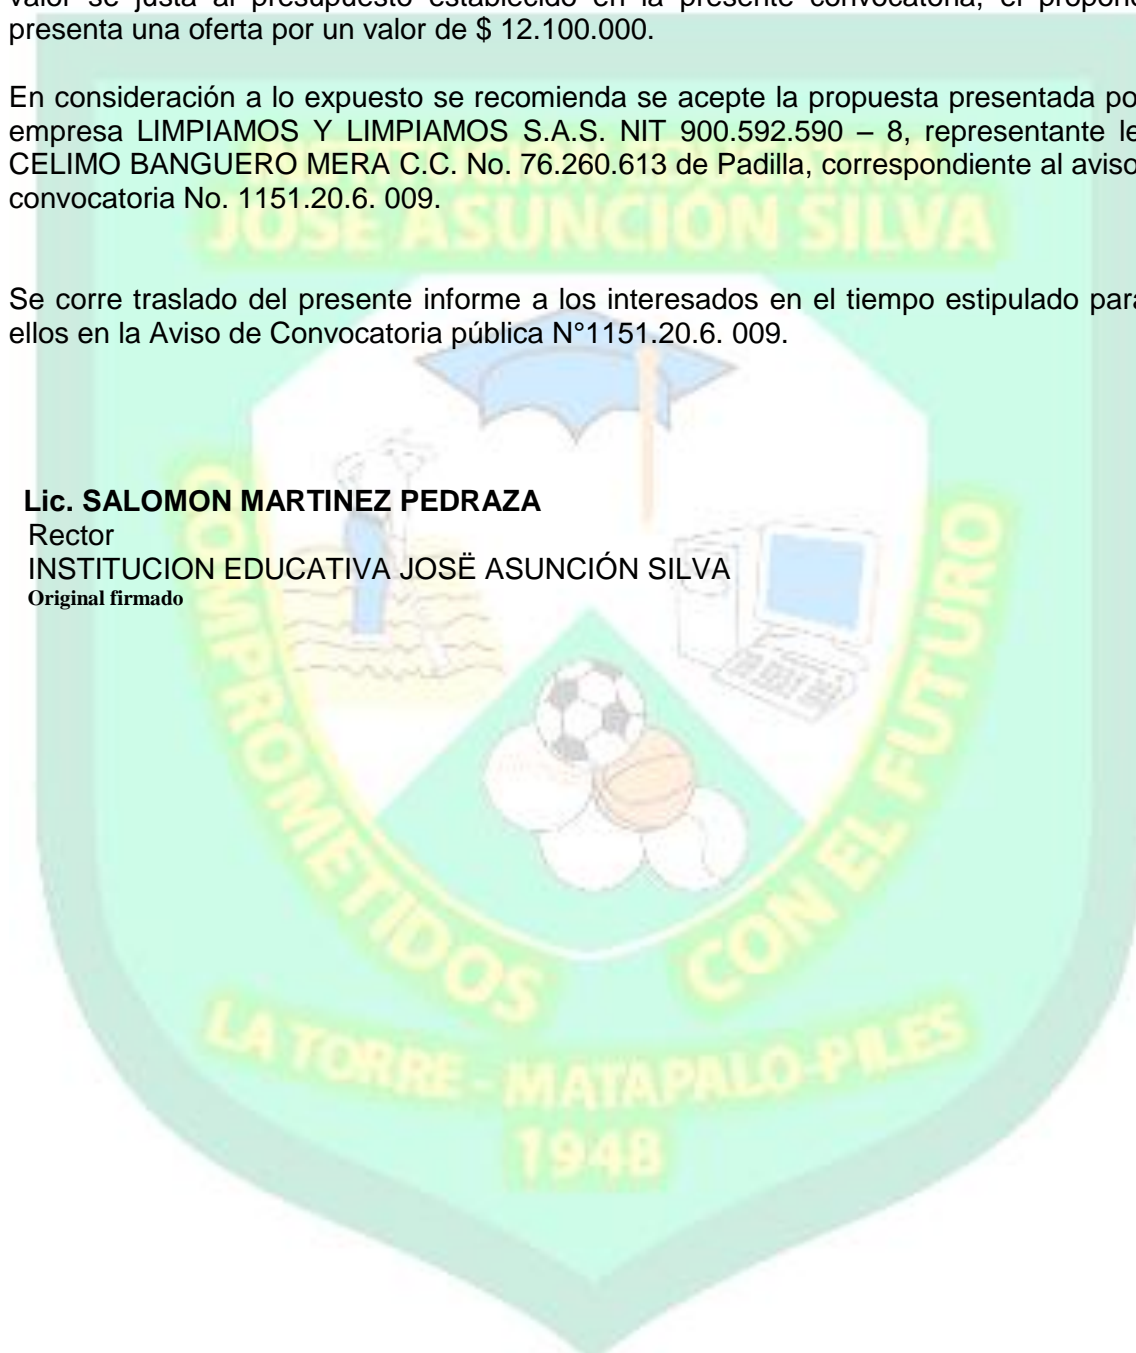 valor se justa al presupuesto establecido en la presente convocatoria, el propone
presenta una oferta por un valor de $ 12.100.000.
En consideración a lo expuesto se recomienda se acepte la propuesta presentada po
empresa LIMPIAMOS Y LIMPIAMOS S.A.S. NIT 900.592.590 – 8, representante le
CELIMO BANGUERO MERA C.C. No. 76.260.613 de Padilla, correspondiente al aviso
convocatoria No. 1151.20.6. 009.
JOSE ASUNCIÓN SILVA
Se corre traslado del presente informe a los interesados en el tiempo estipulado para
ellos en la Aviso de Convocatoria pública N°1151.20.6. 009.
Lic. SALOMON MARTINEZ PEDRAZA
Rector
INSTITUCION EDUCATIVA JOSË ASUNCIÓN SILVA
Original firmado
COMPROMETIDOS CON EL FUTURO
LA TORRE - MATAPALO-PILES
1948